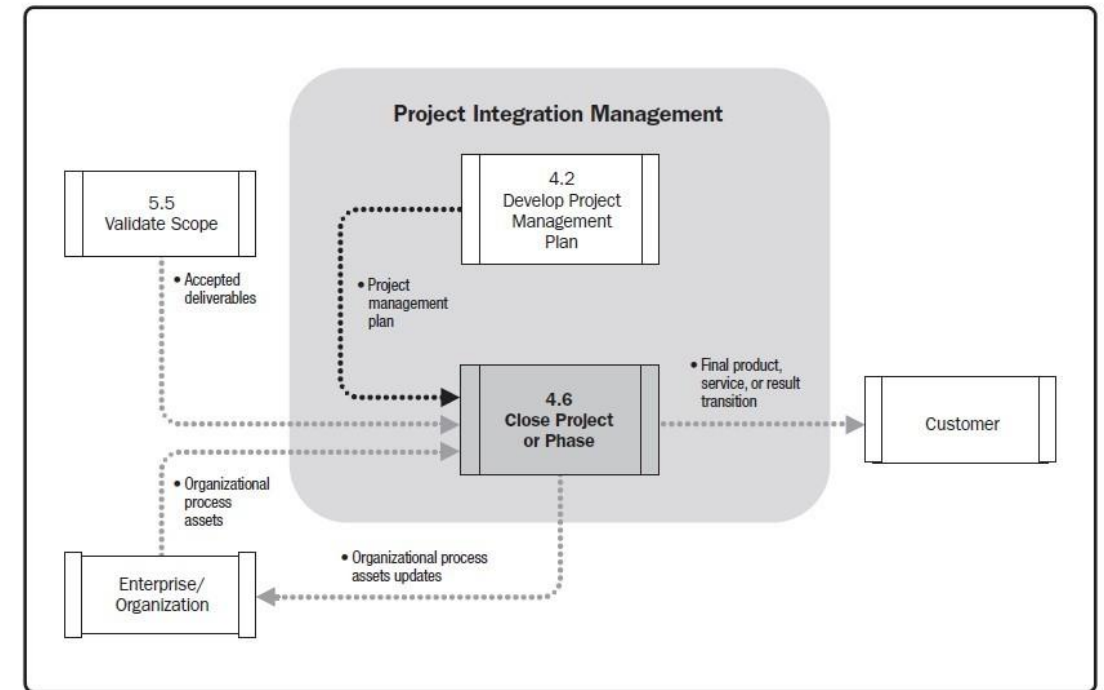 Project Integration Management
5.5
Validate Scope
4.2
Develop Project
Management
Plan
• Accepted
deliverables
• Project
management
plan
4.6
Close Project
or Phase
• Final product,
service, or result
transition
Customer
• Organizational
process
assets
Enterprise/
Organization
• Organizational process
assets updates